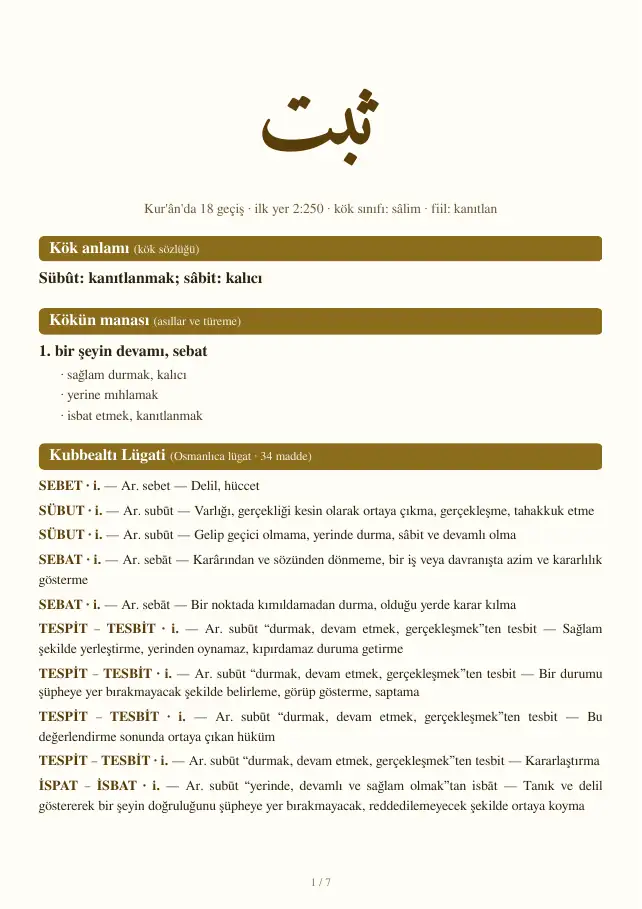 ثبت
Kur'ân'da 18 geçiş · ilk yer 2:250 · kök sınıfı: sâlim · fiil: kanıtlan
Kök anlamı (kök sözlüğü)
Sübût: kanıtlanmak; sâbit: kalıcı
Kökün manası (asıllar ve türeme)
1. bir şeyin devamı, sebat
· sağlam durmak, kalıcı
· yerine mıhlamak
· isbat etmek, kanıtlanmak
Kubbealtı Lügati (Osmanlıca lügat · 34 madde)
SEBET · i. — Ar. sebet — Delil, hüccet
SÜBUT · i. — Ar. subūt — Varlığı, gerçekliği kesin olarak ortaya çıkma, gerçekleşme, tahakkuk etme
SÜBUT · i. — Ar. subūt — Gelip geçici olmama, yerinde durma, sâbit ve devamlı olma
SEBAT · i. — Ar. sebāt — Karârından ve sözünden dönmeme, bir iş veya davranışta azim ve kararlılık
gösterme
SEBAT · i. — Ar. sebāt — Bir noktada kımıldamadan durma, olduğu yerde karar kılma
TESPİT – TESBİT · i. — Ar. subūt “durmak, devam etmek, gerçekleşmek”ten tesbit — Sağlam
şekilde yerleştirme, yerinden oynamaz, kıpırdamaz duruma getirme
TESPİT – TESBİT · i. — Ar. subūt “durmak, devam etmek, gerçekleşmek”ten tesbit — Bir durumu
şüpheye yer bırakmayacak şekilde belirleme, görüp gösterme, saptama
TESPİT – TESBİT · i. — Ar. subūt “durmak, devam etmek, gerçekleşmek”ten tesbit — Bu
değerlendirme sonunda ortaya çıkan hüküm
TESPİT – TESBİT · i. — Ar. subūt “durmak, devam etmek, gerçekleşmek”ten tesbit — Kararlaştırma
İSPAT – İSBAT · i. — Ar. subūt “yerinde, devamlı ve sağlam olmak”tan isbāt — Tanık ve delil
göstererek bir şeyin doğruluğunu şüpheye yer bırakmayacak, reddedilemeyecek şekilde ortaya koyma
1 / 7